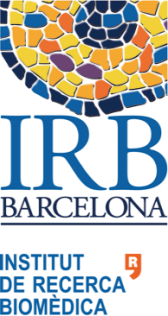 IRB
BARCELONA
INSTITUT
DE RECERCA
BIOMÈDICA